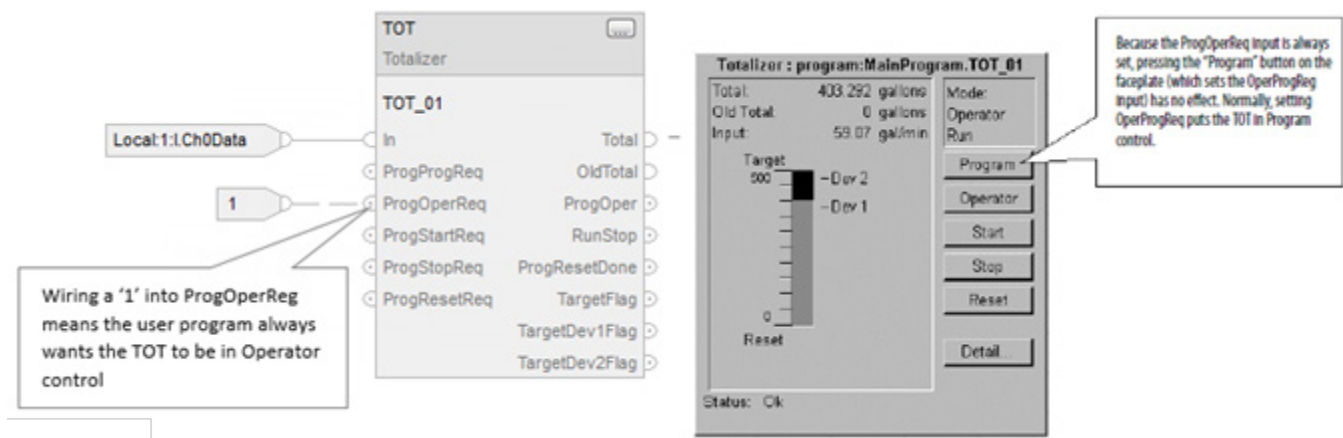 TOT
Totalizer
TOT_01
Local:1:I.Ch0Data
In
Total
ProgProgReq
OldTotal
1
ProgOperReq
ProgOper
ProgStartReq
RunStop
ProgStopReq
ProgResetDone
ProgResetReq
TargetFlag
TargetDev1Flag
TargetDev2Flag
Wiring a ‘1’ into ProgOperReg
means the user program always
wants the TOT to be in Operator
control
Totalizer : program:MainProgram.TOT_01
Total: 403.292 gallons
Old Total: 0 gallons
Input: 59.07 gal/min
Mode:
Operator
Run
Target
500
Dev 2
Dev 1
0
Reset
Program
Operator
Start
Stop
Reset
Detail...
Status: Ok
Because the ProgOperReq input is always
set, pressing the "Program" button on the
faceplate (which sets the OperProgReq
input) has no effect. Normally, setting
OperProgReq puts the TOT in Program
control.